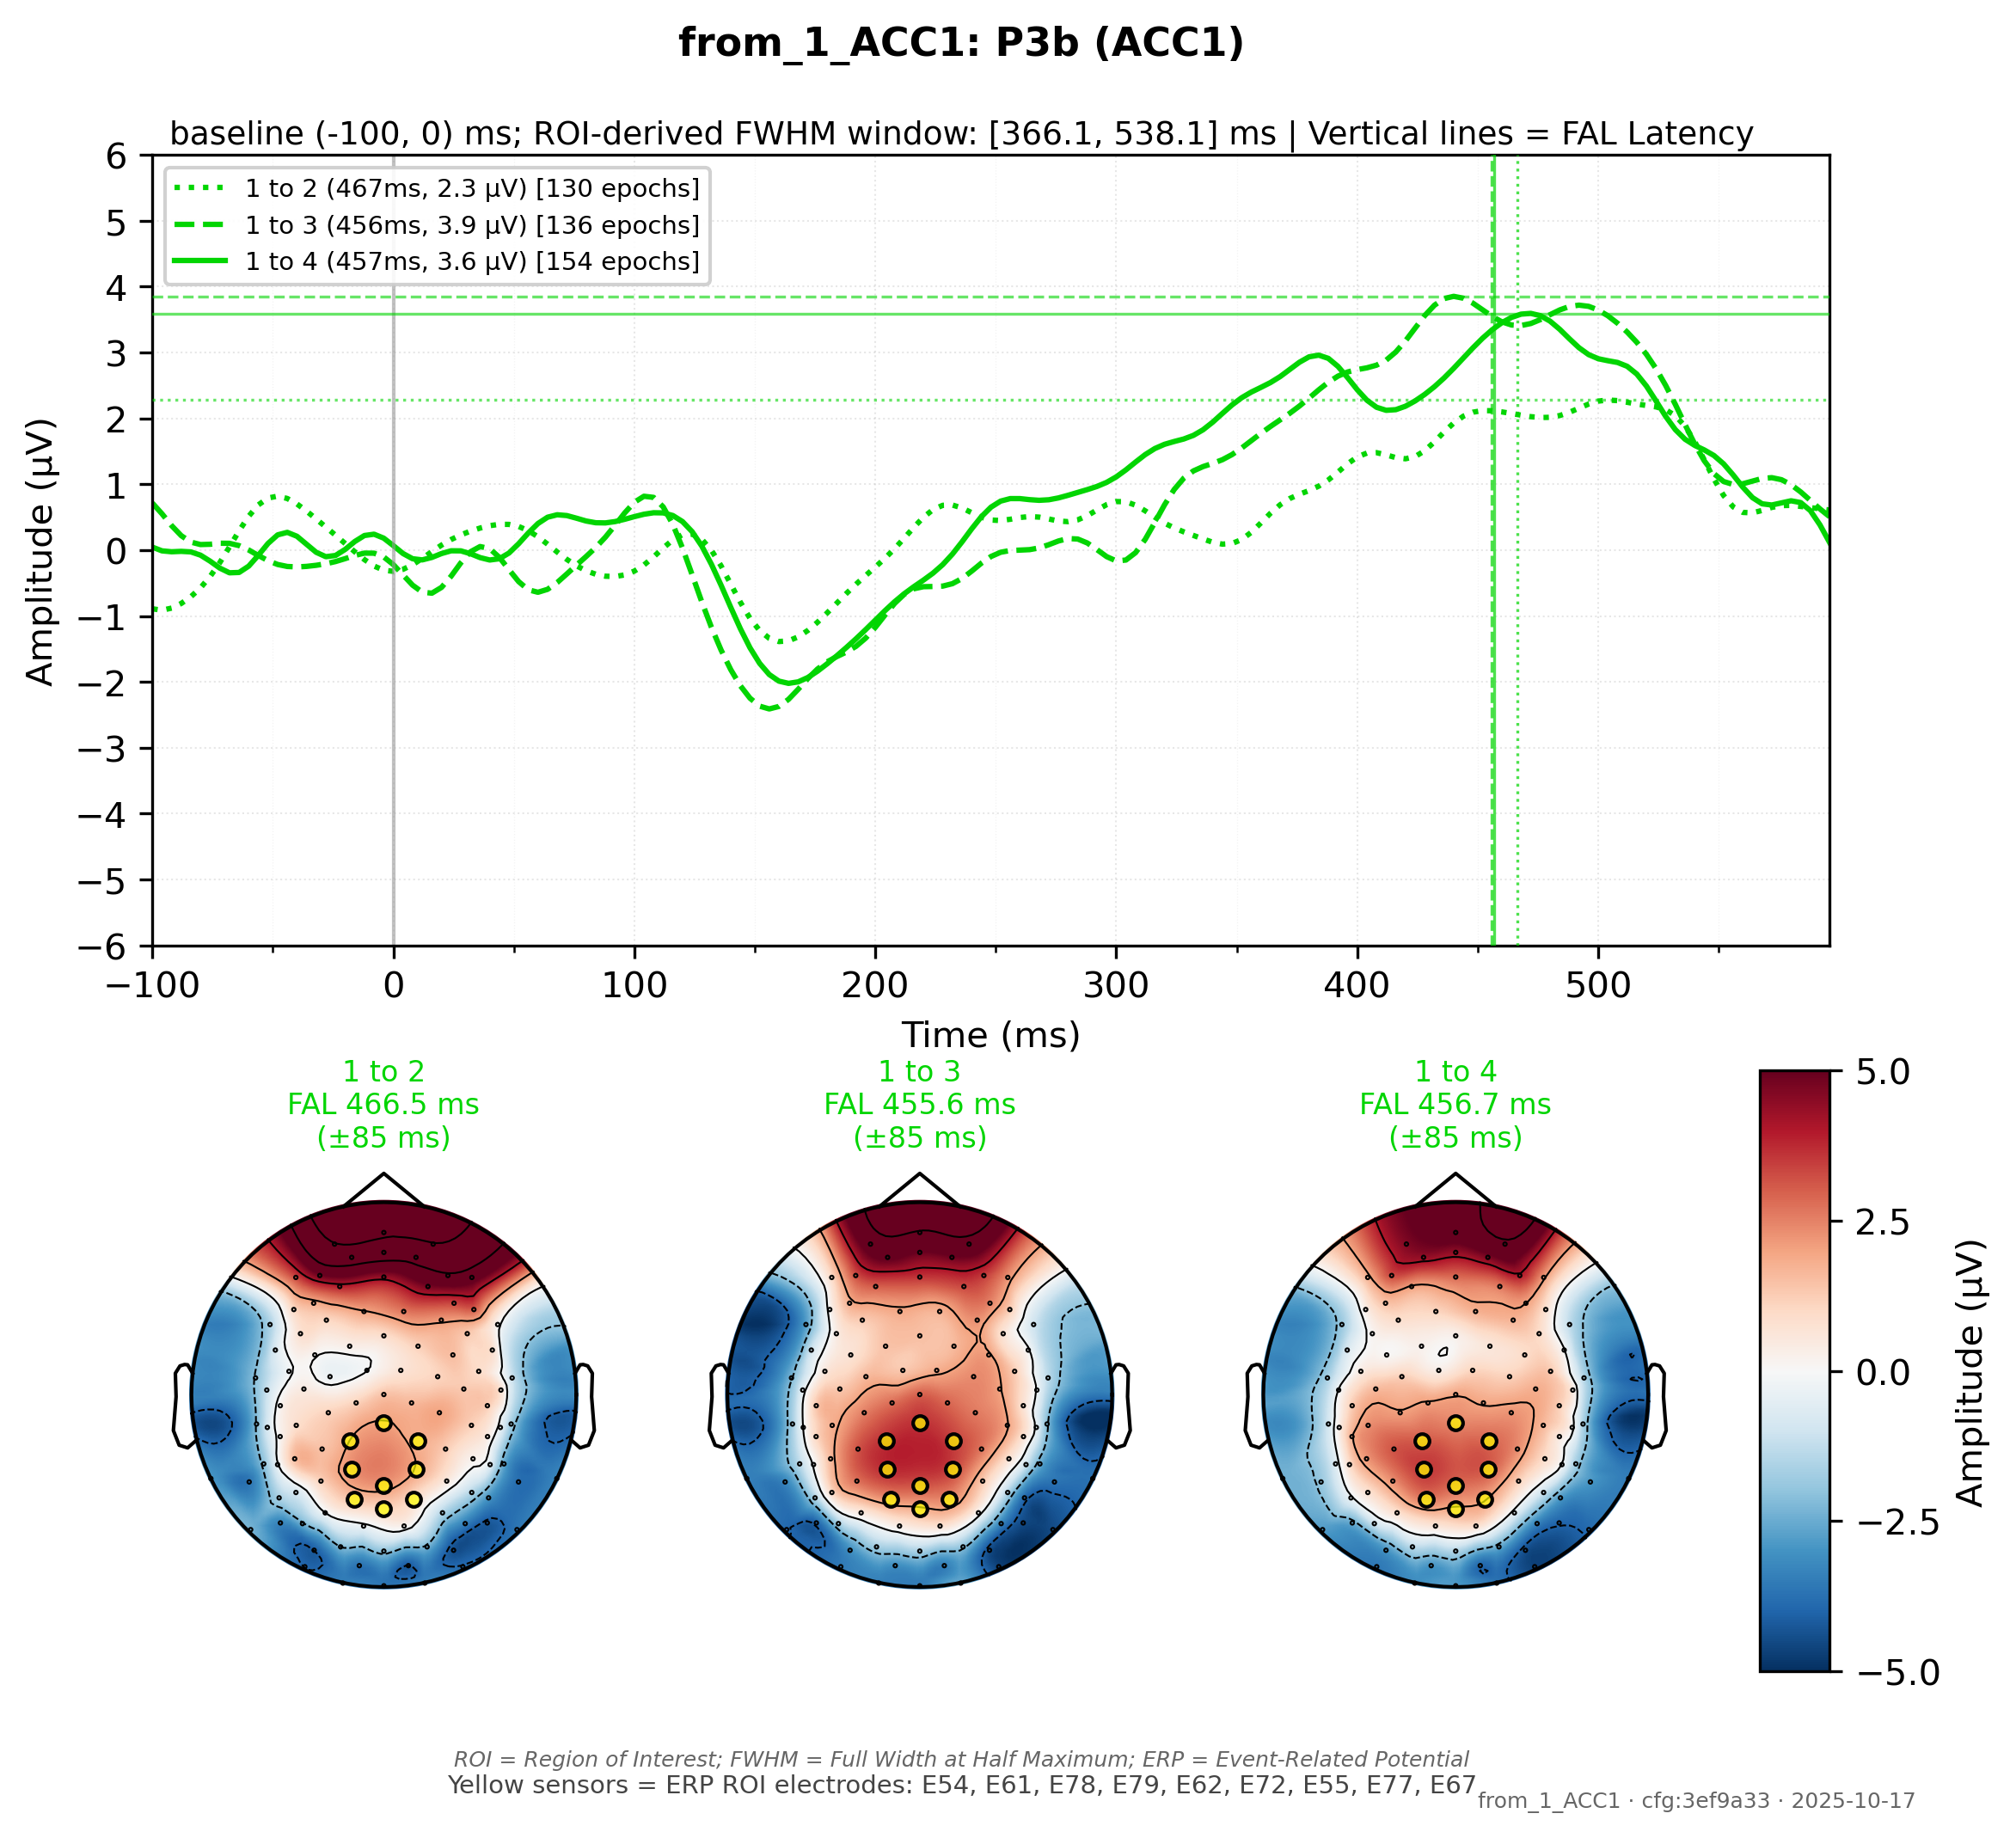 from_1_ACC1: P3b (ACC1)
baseline (-100, 0) ms; ROI-derived FWHM window: [366.1, 538.1] ms | Vertical lines = FAL Latency
1 to 2 (467ms, 2.3 μV) [130 epochs]
1 to 3 (456ms, 3.9 μV) [136 epochs]
1 to 4 (457ms, 3.6 μV) [154 epochs]
6
5
4
3
2
1
0
−1
−2
−3
−4
−5
−6
Amplitude (μV)
−100 0 100 200 300 400 500
Time (ms)
1 to 2
FAL 466.5 ms
(±85 ms)
1 to 3
FAL 455.6 ms
(±85 ms)
1 to 4
FAL 456.7 ms
(±85 ms)
5.0
2.5
0.0
−2.5
−5.0
Amplitude (μV)
ROI = Region of Interest; FWHM = Full Width at Half Maximum; ERP = Event-Related Potential
Yellow sensors = ERP ROI electrodes: E54, E61, E78, E79, E62, E72, E55, E77, E67
from_1_ACC1 · cfg:3ef9a33 · 2025-10-17